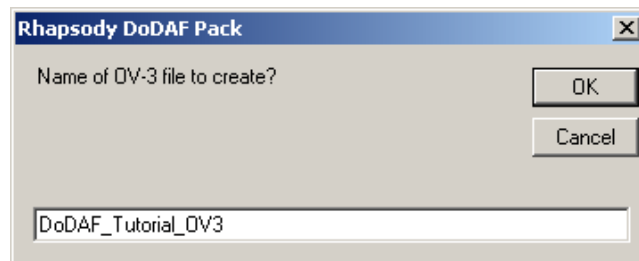 Rhapsody DoDAF Pack
Name of OV-3 file to create?
OK
Cancel
DoDAF_Tutorial_OV3